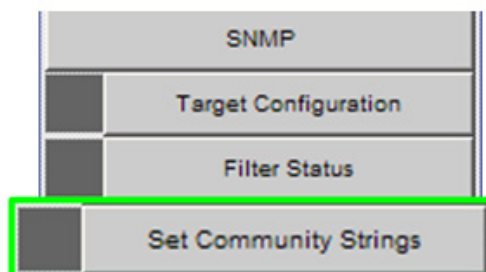 SNMP
Target Configuration
Filter Status
Set Community Strings